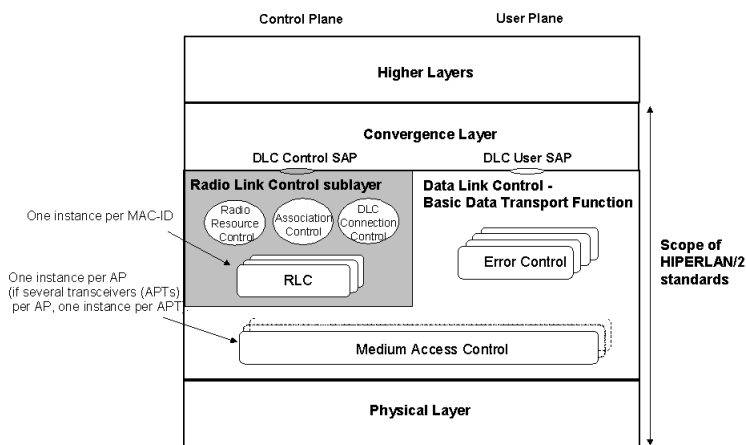 Control Plane
User Plane
Higher Layers
Convergence Layer
DLC Control SAP
DLC User SAP
Radio Link Control sublayer
Radio
Resource
Control
Association
Control
DLC
Connection
Control
RLC
Data Link Control -
Basic Data Transport Function
Error Control
One instance per MAC-ID
One instance per AP
(if several transceivers (APTs)
per AP, one instance per APT)
Medium Access Control
Physical Layer
Scope of
HIPERLAN/2
standards